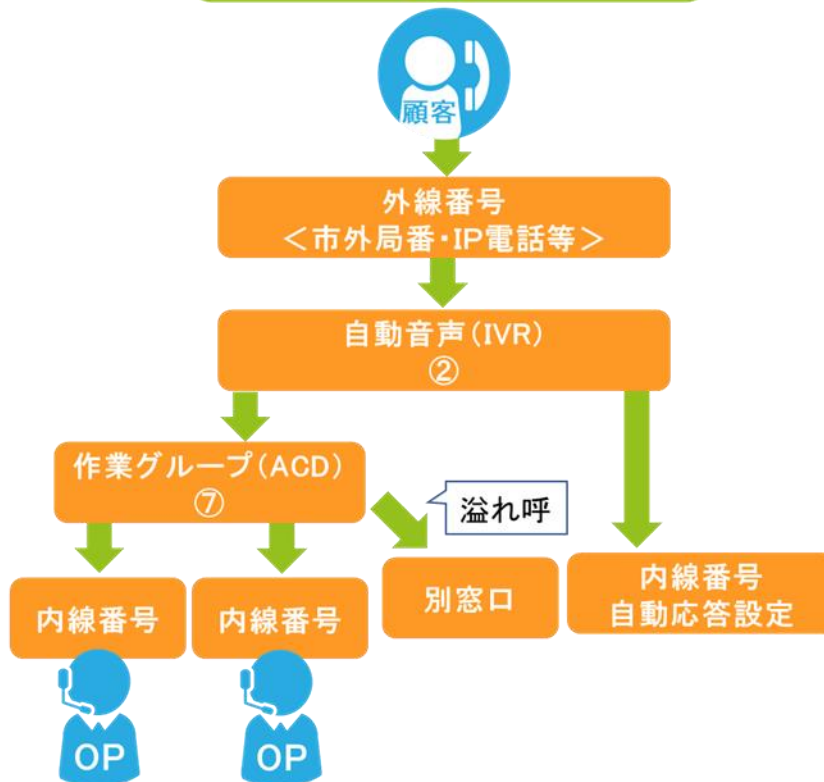 顧客
外線番号
＜市外局番・IP電話等＞
自動音声(IVR)
②
作業グループ(ACD)
⑦
溢れ呼
内線番号
内線番号
別窓口
内線番号
自動応答設定
OP
OP